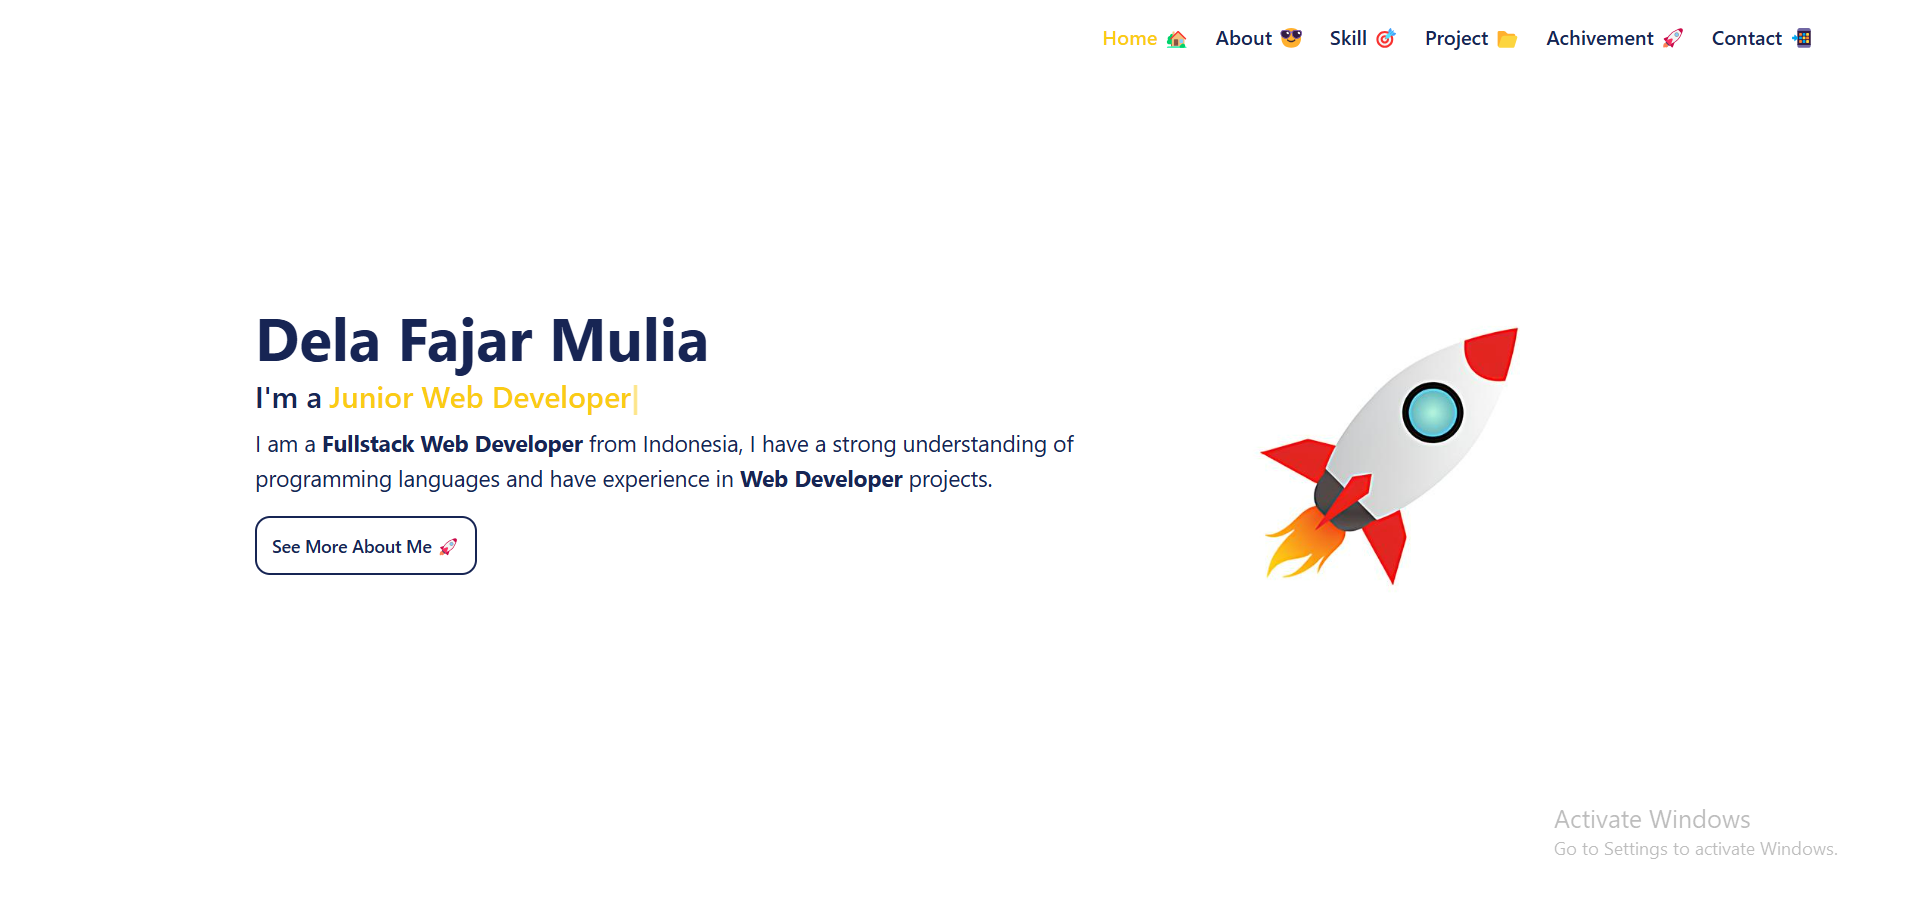 Home 🏡 About 😎 Skill 🎯 Project 📂 Achivement 🚀 Contact 📲
Dela Fajar Mulia
I'm a Junior Web Developer|
I am a Fullstack Web Developer from Indonesia, I have a strong understanding of
programming languages and have experience in Web Developer projects.
See More About Me 🚀
Activate Windows
Go to Settings to activate Windows.